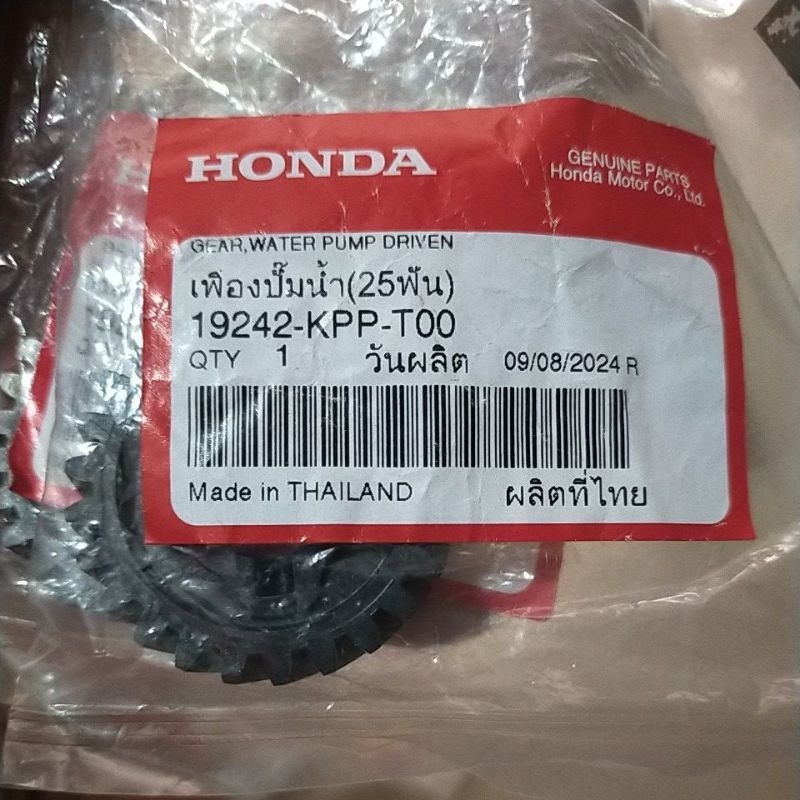 HONDA
GENUINE PARTS
Honda Motor Co., Ltd.
GEAR,WATER PUMP DRIVEN
เฟืองปั๊มน้ำ(25ฟัน)
19242-KPP-T00
QTY 1 วันผลิต 09/08/2024 R
Made in THAILAND ผลิตที่ไทย